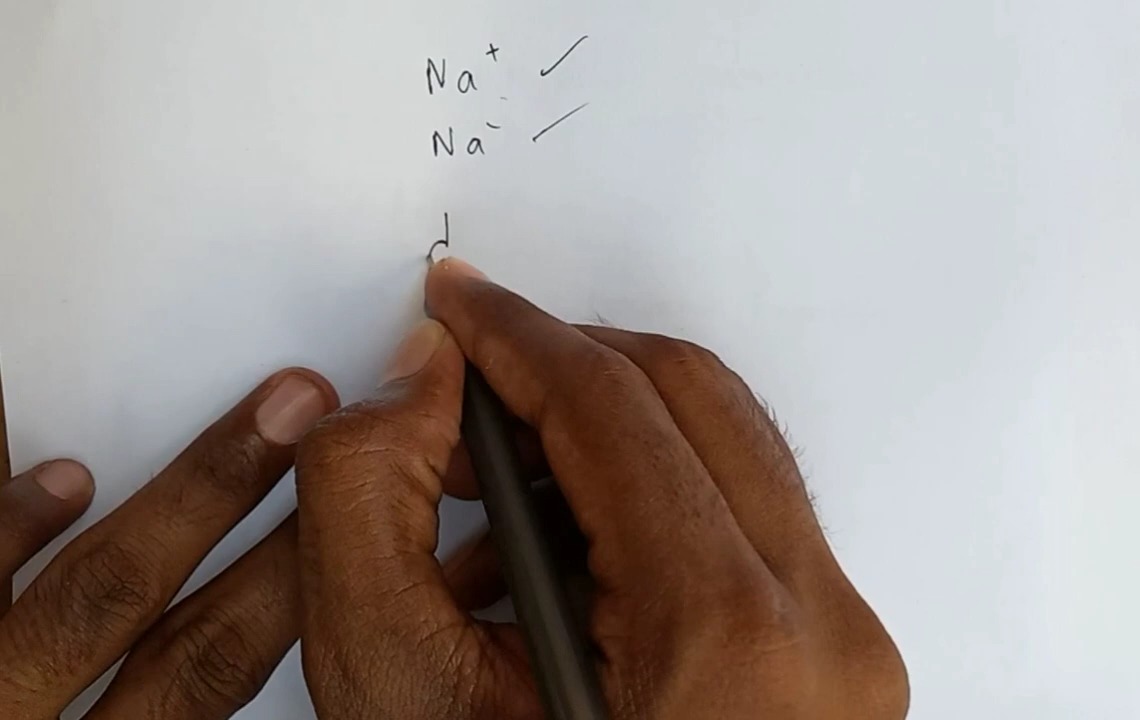 Na⁺ ✓
Na⁻ ✓